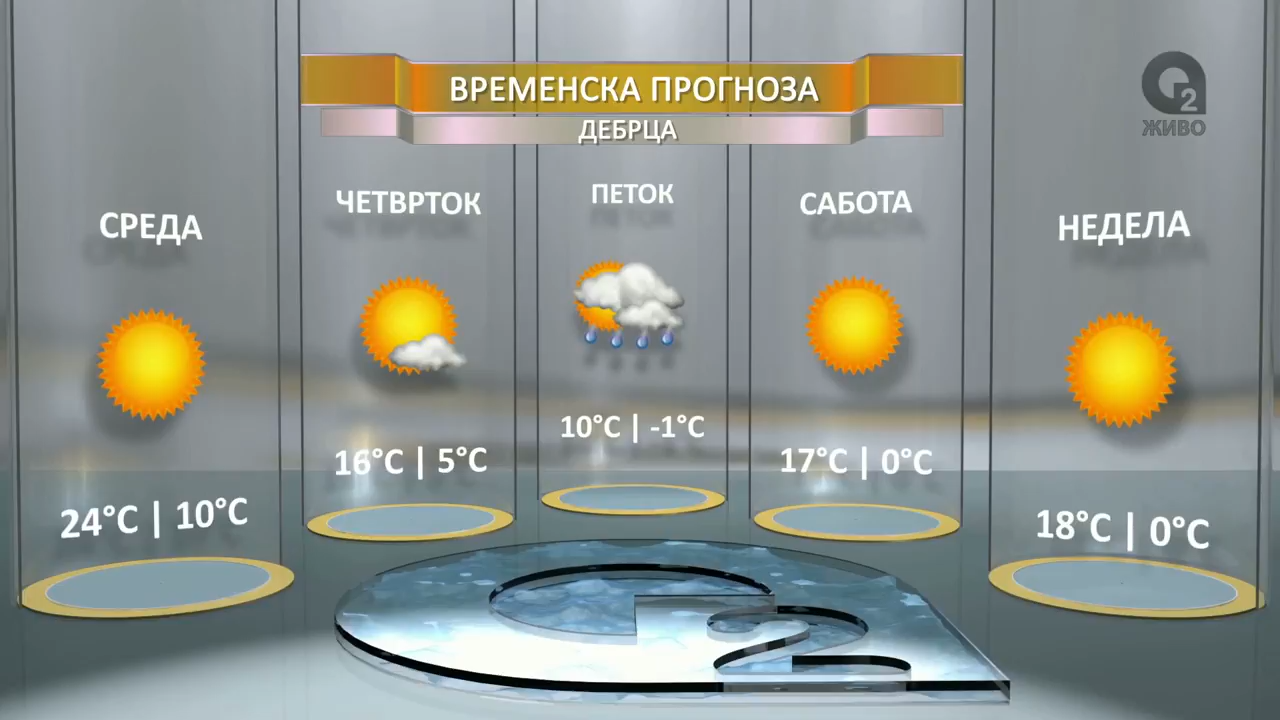 ВРЕМЕНСКА ПРОГНОЗА
ДЕБРЦА
2
ЖИВО
СРЕДА
24°C | 10°C
ЧЕТВРТОК
16°C | 5°C
ПЕТОК
10°C | -1°C
САБОТА
17°C | 0°C
НЕДЕЛА
18°C | 0°C
2